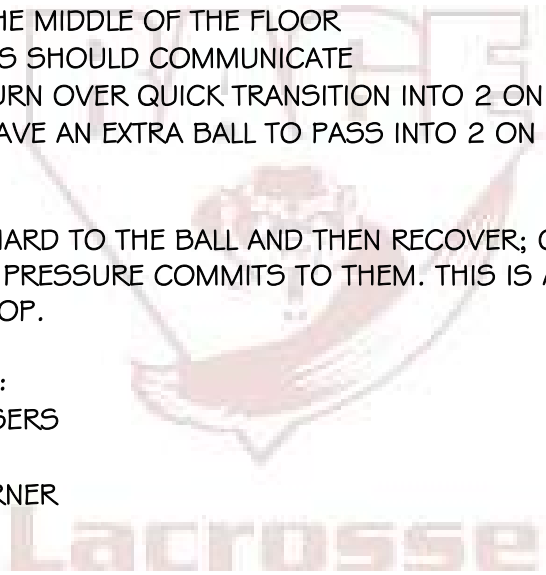 HE MIDDLE OF THE FLOOR
S SHOULD COMMUNICATE
URN OVER QUICK TRANSITION INTO 2 ON
AVE AN EXTRA BALL TO PASS INTO 2 ON
HARD TO THE BALL AND THEN RECOVER;
PRESSURE COMMITS TO THEM. THIS IS A
OP.
:
SERS
RNER
Lacrosse